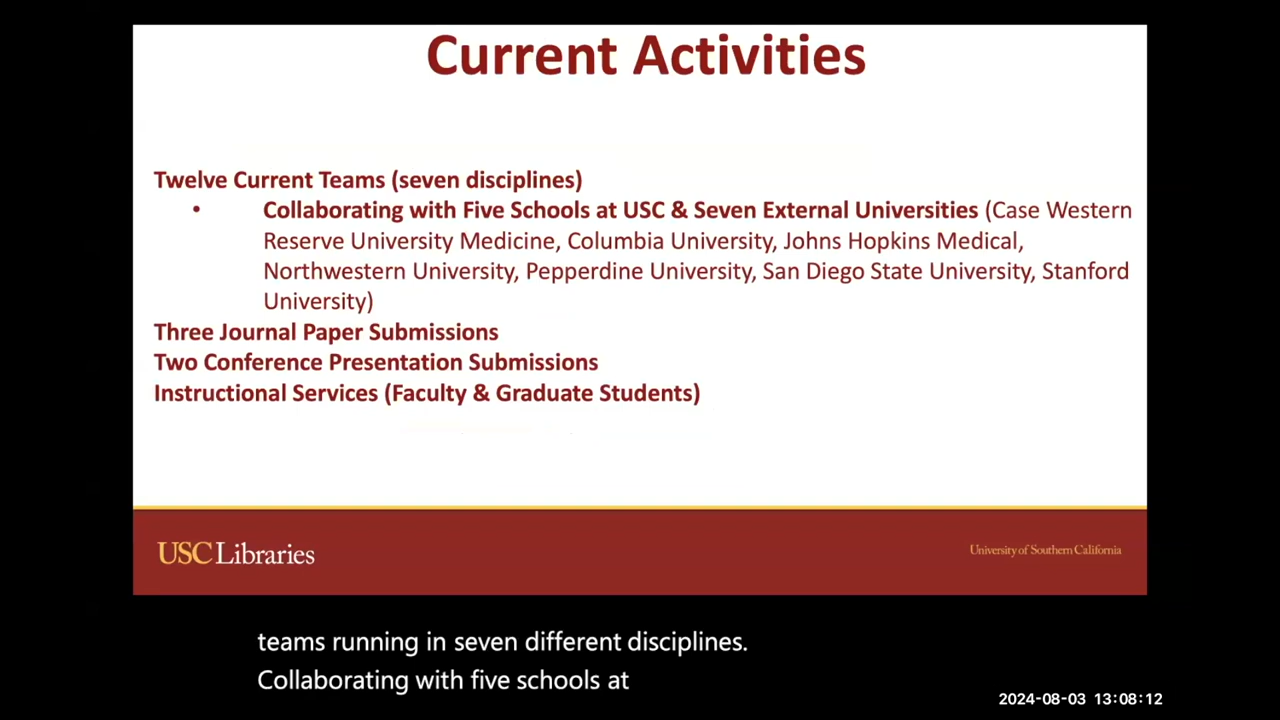 Current Activities
Twelve Current Teams (seven disciplines)
• Collaborating with Five Schools at USC & Seven External Universities (Case Western
Reserve University Medicine, Columbia University, Johns Hopkins Medical,
Northwestern University, Pepperdine University, San Diego State University, Stanford
University)
Three Journal Paper Submissions
Two Conference Presentation Submissions
Instructional Services (Faculty & Graduate Students)
USC Libraries
University of Southern California
teams running in seven different disciplines.
Collaborating with five schools at
2024-08-03 13:08:12